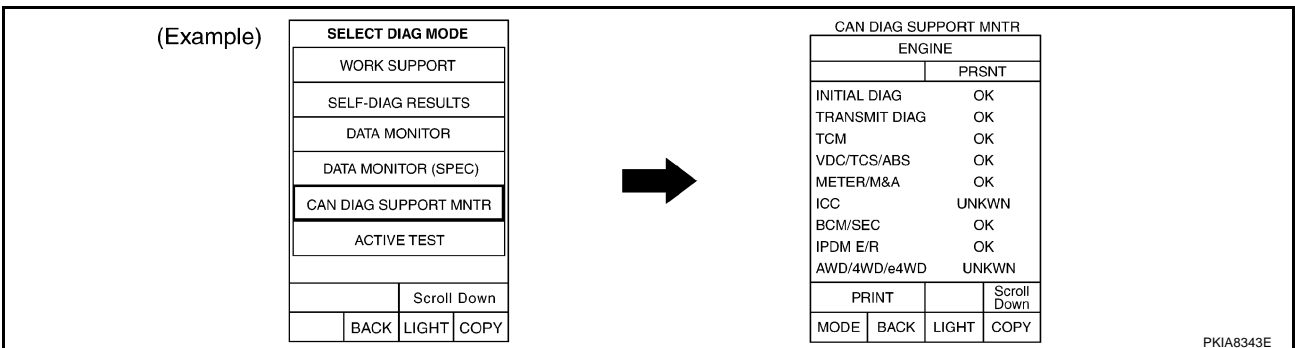 (Example)
SELECT DIAG MODE
WORK SUPPORT
SELF-DIAG RESULTS
DATA MONITOR
DATA MONITOR (SPEC)
CAN DIAG SUPPORT MNTR
ACTIVE TEST
Scroll Down
BACK LIGHT COPY
CAN DIAG SUPPORT MNTR
ENGINE
PRSNT
INITIAL DIAG OK
TRANSMIT DIAG OK
TCM OK
VDC/TCS/ABS OK
METER/M&A OK
ICC UNKWN
BCM/SEC OK
IPDM E/R OK
AWD/4WD/e4WD UNKWN
PRINT Scroll
Down
MODE BACK LIGHT COPY
PKIA8343E